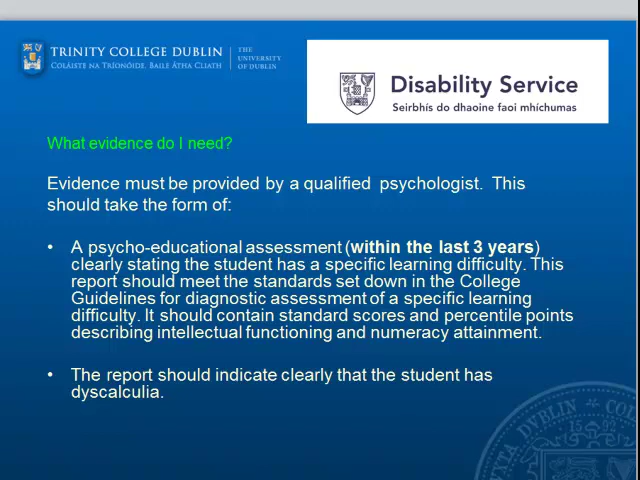 TRINITY COLLEGE DUBLIN
COLÁISTE NA TRÍONÓIDE, BAILE ÁTHA CLIATH
THE
UNIVERSITY
OF DUBLIN
Disability Service
Seirbhís do dhaoine faoi mhíchumas
What evidence do I need?
Evidence must be provided by a qualified psychologist. This
should take the form of:
• A psycho-educational assessment (within the last 3 years)
clearly stating the student has a specific learning difficulty. This
report should meet the standards set down in the College
Guidelines for diagnostic assessment of a specific learning
difficulty. It should contain standard scores and percentile points
describing intellectual functioning and numeracy attainment.
• The report should indicate clearly that the student has
dyscalculia.
DVBLIN
1592